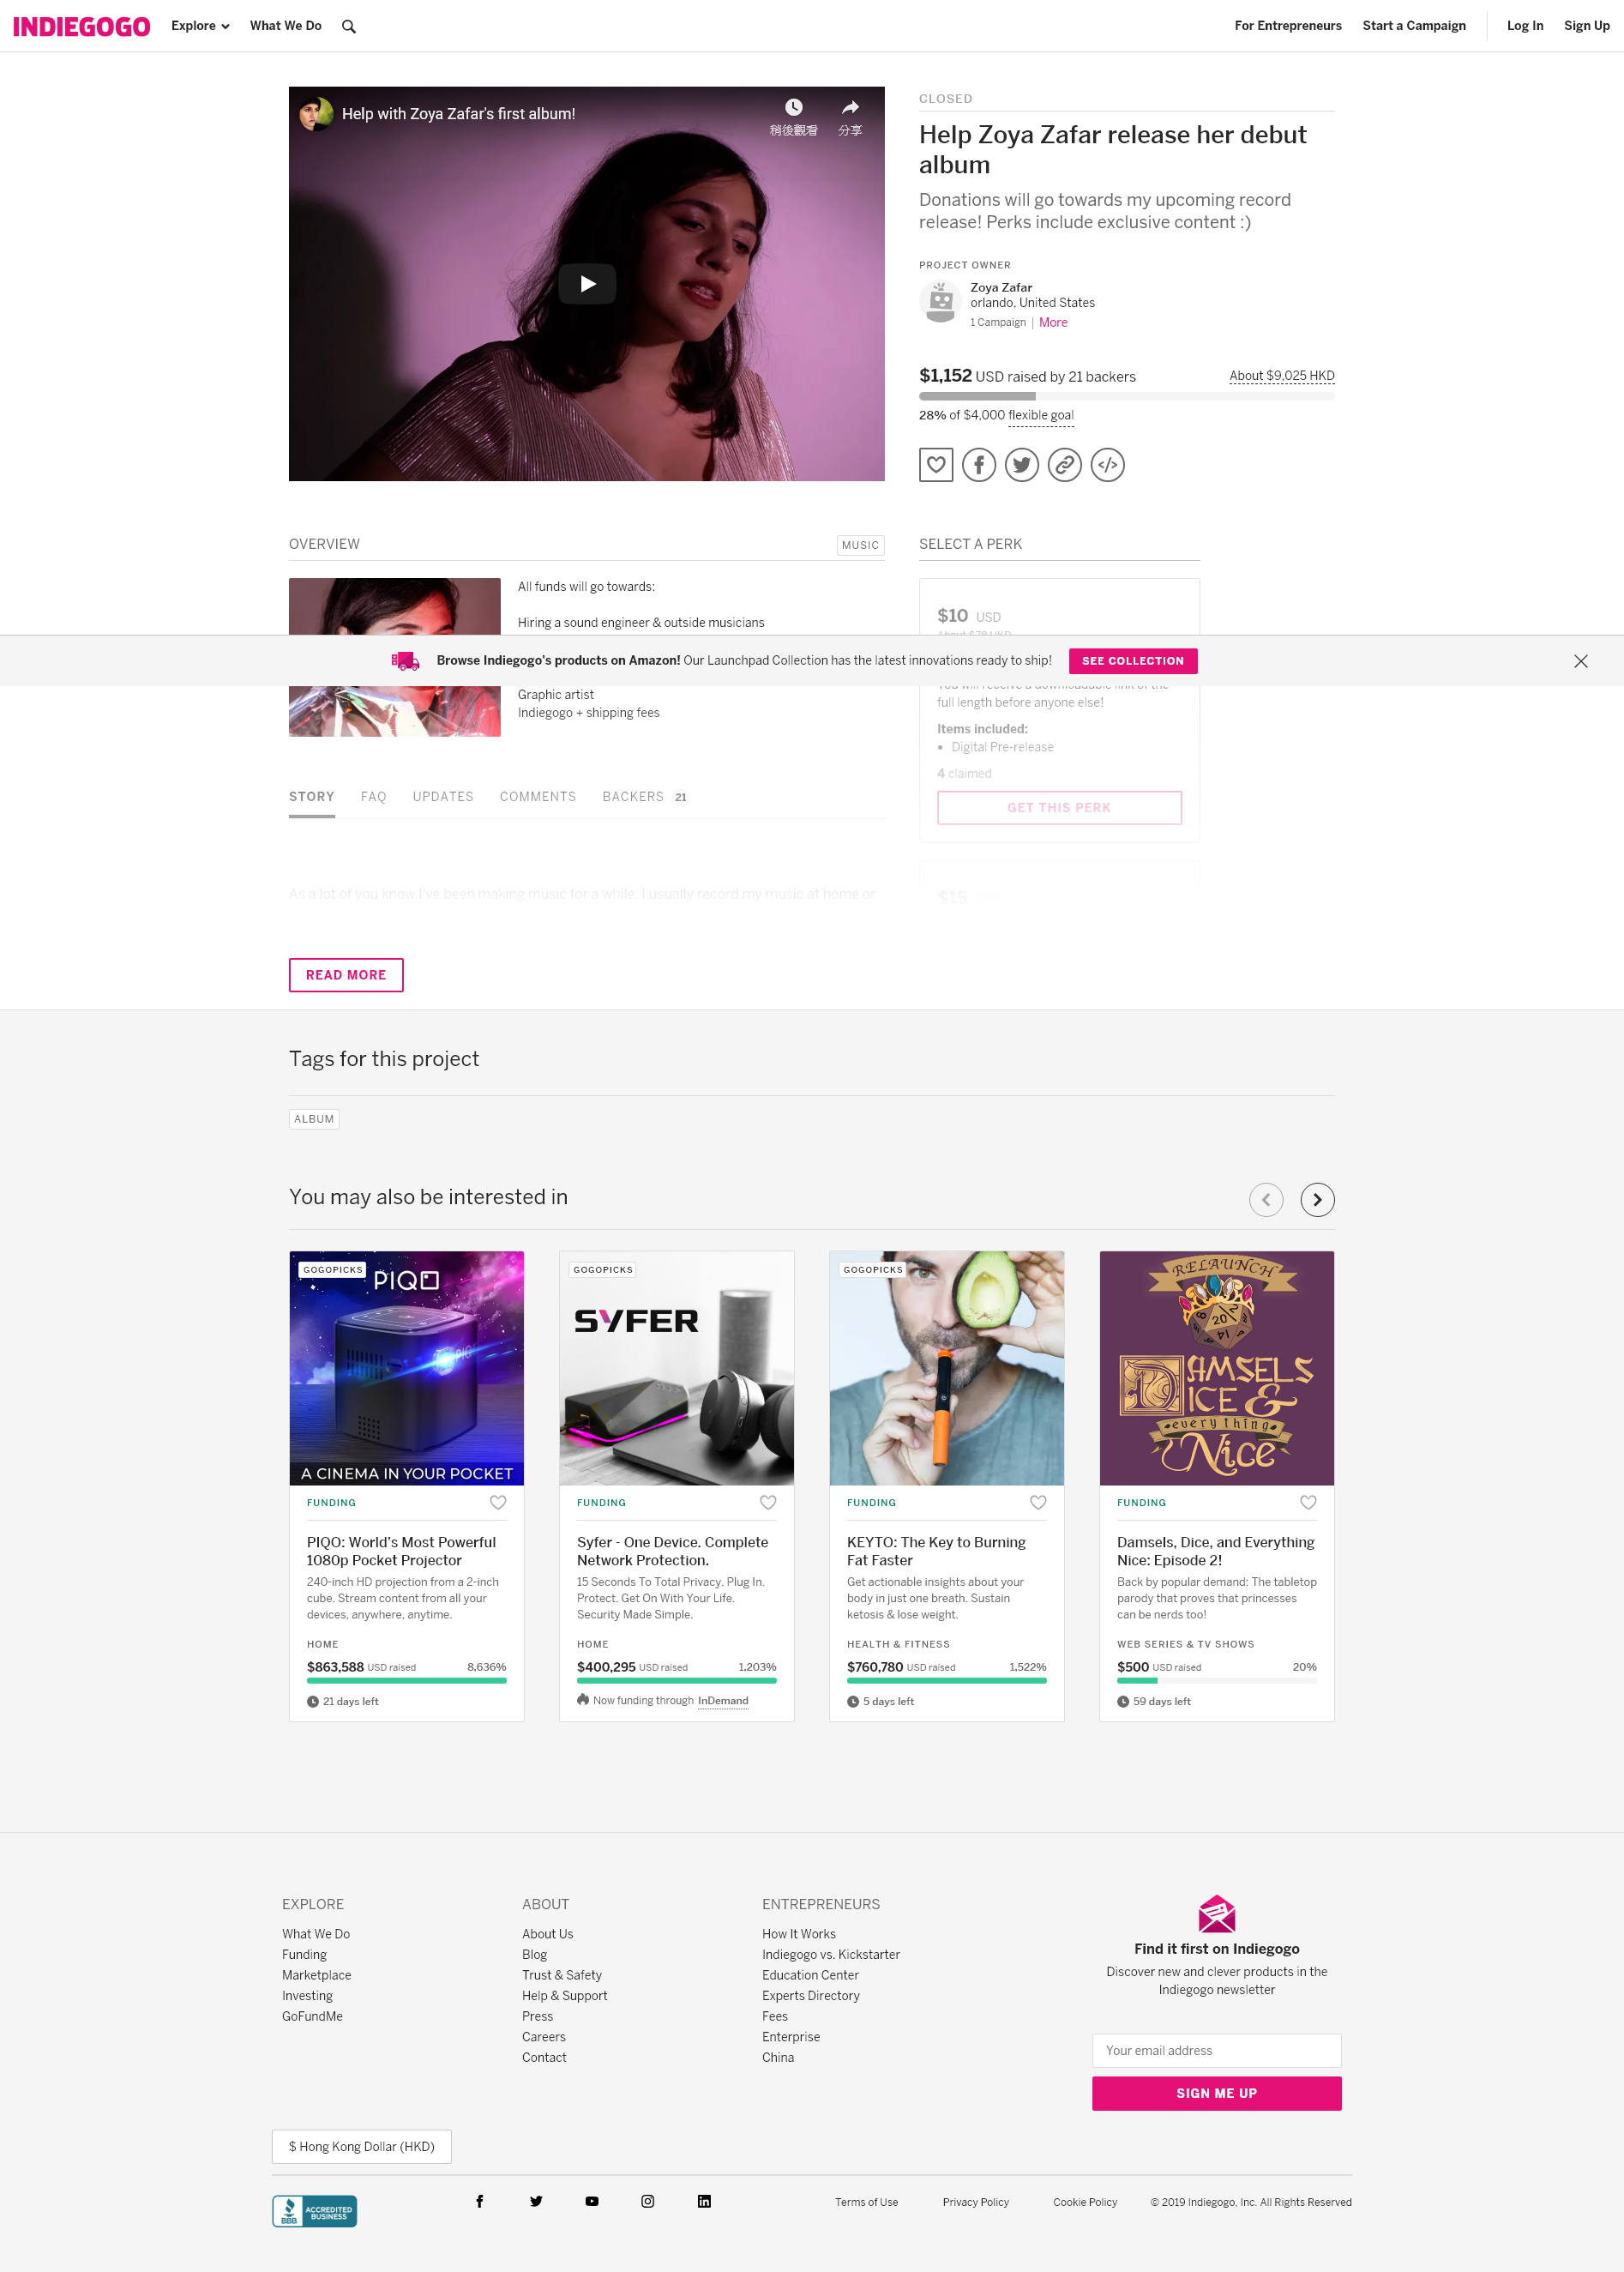 INDIEGOGO
Explore
What We Do
For Entrepreneurs
Start a Campaign
Log In
Sign Up
Help with Zoya Zafar's first album!
稍後觀看
分享
CLOSED
Help Zoya Zafar release her debut
album
Donations will go towards my upcoming record
release! Perks include exclusive content :)
PROJECT OWNER
Zoya Zafar
orlando, United States
1 Campaign | More
$1,152 USD raised by 21 backers
About $9,025 HKD
28% of $4,000 flexible goal
OVERVIEW
MUSIC
All funds will go towards:
Hiring a sound engineer & outside musicians
SELECT A PERK
$10 USD
About $78 HKD
Browse Indiegogo's products on Amazon! Our Launchpad Collection has the latest innovations ready to ship!
SEE COLLECTION
Graphic artist
Indiegogo + shipping fees
You will receive a downloadable link of the
full length before anyone else!
Items included:
• Digital Pre-release
4 claimed
GET THIS PERK
STORY
FAQ
UPDATES
COMMENTS
BACKERS 21
As a lot of you know I've been making music for a while. I usually record my music at home or
$15
READ MORE
Tags for this project
ALBUM
You may also be interested in
GOGOPICKS
PIQO
PIQO
A CINEMA IN YOUR POCKET
FUNDING
PIQO: World's Most Powerful
1080p Pocket Projector
240-inch HD projection from a 2-inch
cube. Stream content from all your
devices, anywhere, anytime.
HOME
$863,588 USD raised
8,636%
21 days left
GOGOPICKS
SYFER
FUNDING
Syfer - One Device. Complete
Network Protection.
15 Seconds To Total Privacy. Plug In.
Protect. Get On With Your Life.
Security Made Simple.
HOME
$400,295 USD raised
1,203%
Now funding through InDemand
GOGOPICKS
FUNDING
KEYTO: The Key to Burning
Fat Faster
Get actionable insights about your
body in just one breath. Sustain
ketosis & lose weight.
HEALTH & FITNESS
$760,780 USD raised
1,522%
5 days left
RELAUNCH
20
14
DAMSELS
DICE &
everything
Nice
FUNDING
Damsels, Dice, and Everything
Nice: Episode 2!
Back by popular demand: The tabletop
parody that proves that princesses
can be nerds too!
WEB SERIES & TV SHOWS
$500 USD raised
20%
59 days left
EXPLORE
What We Do
Funding
Marketplace
Investing
GoFundMe
ABOUT
About Us
Blog
Trust & Safety
Help & Support
Press
Careers
Contact
ENTREPRENEURS
How It Works
Indiegogo vs. Kickstarter
Education Center
Experts Directory
Fees
Enterprise
China
Find it first on Indiegogo
Discover new and clever products in the
Indiegogo newsletter
Your email address
SIGN ME UP
$ Hong Kong Dollar (HKD)
BBB
ACCREDITED
BUSINESS
Terms of Use
Privacy Policy
Cookie Policy
© 2019 Indiegogo, Inc. All Rights Reserved